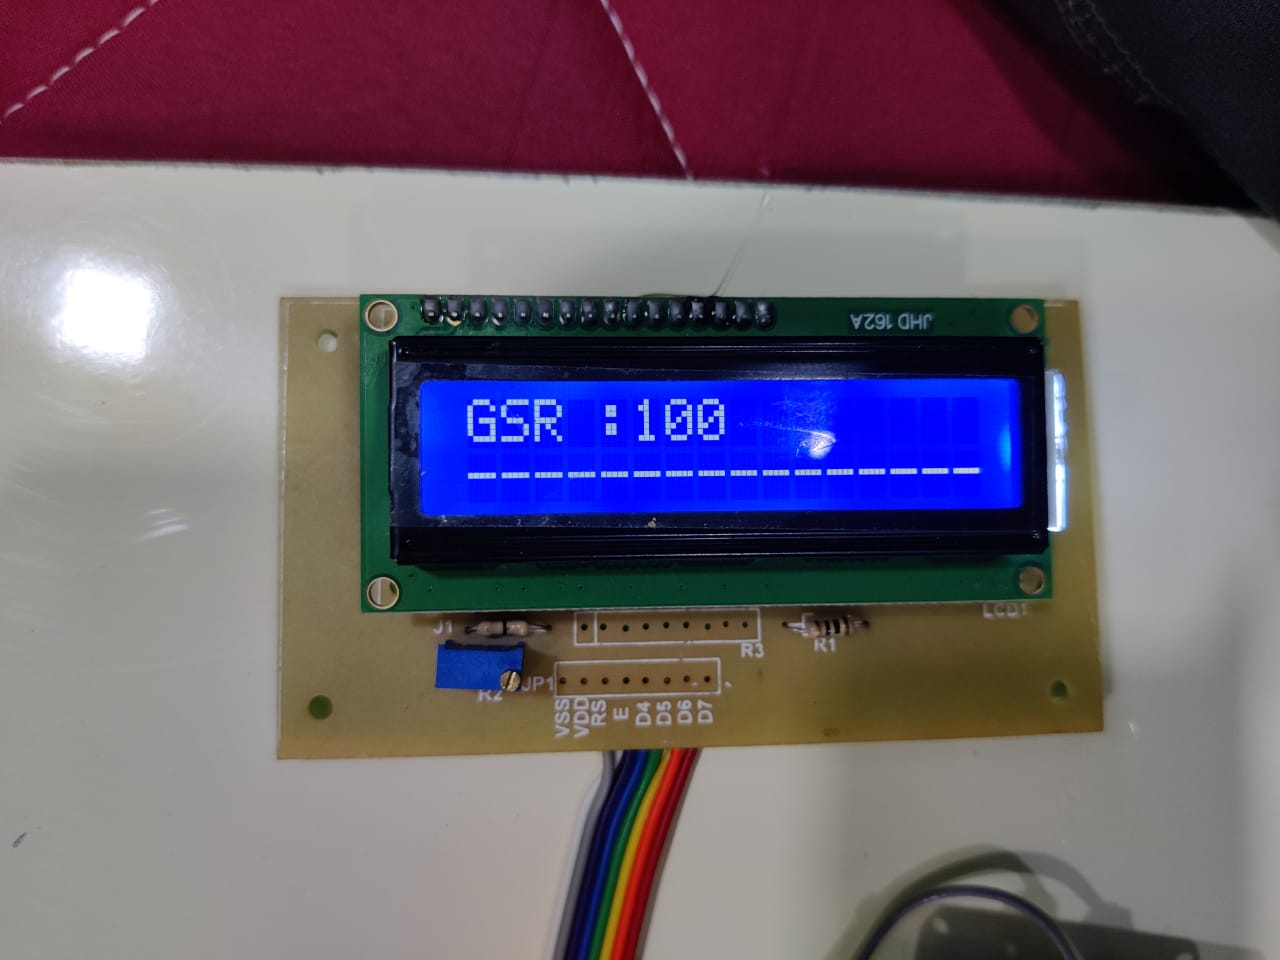 JHD 162A
GSR :100
----------------
LCD1
J1
R3
R1
R2
JP1
VSS
VDD
RS
E
D4
D5
D6
D7